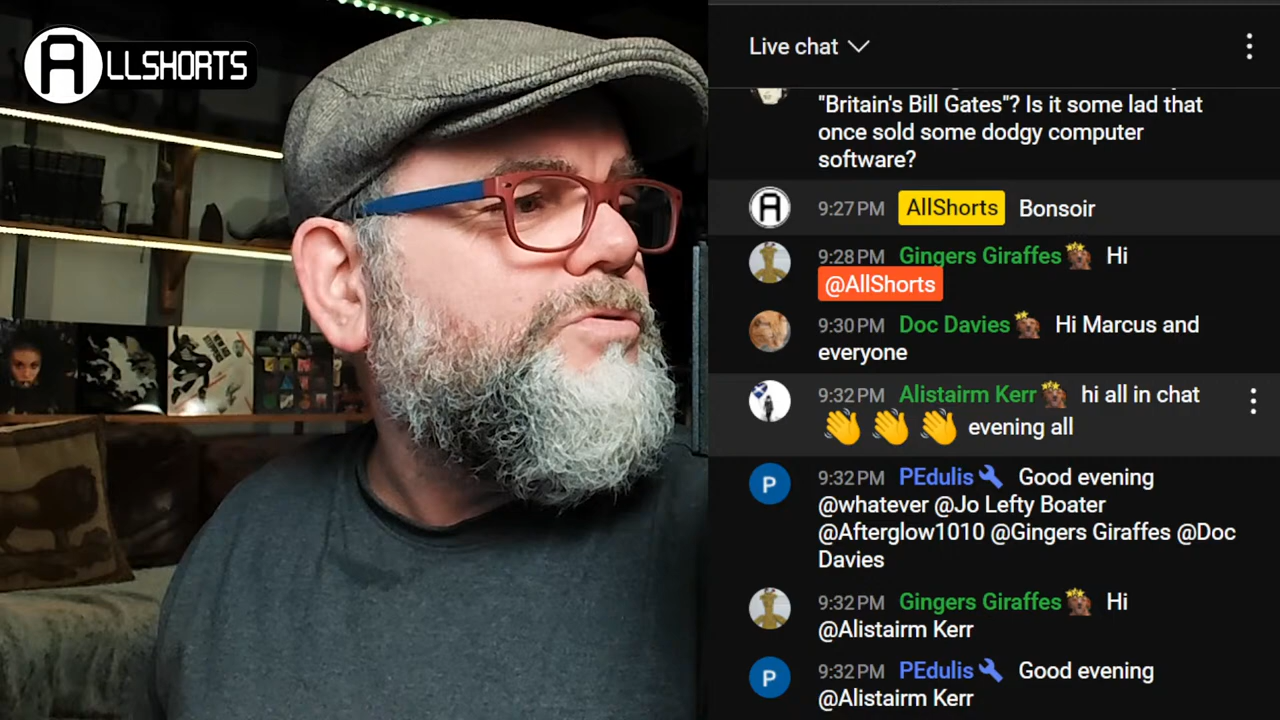 ALLSHORTS
Live chat
"Britain's Bill Gates"? Is it some lad that
once sold some dodgy computer
software?
9:27 PM AllShorts Bonsoir
9:28 PM Gingers Giraffes Hi
@AllShorts
9:30 PM Doc Davies Hi Marcus and
everyone
9:32 PM Alistairm Kerr hi all in chat
👋 👋 👋 evening all
P 9:32 PM PEdulis Good evening
@whatever @Jo Lefty Boater
@Afterglow1010 @Gingers Giraffes @Doc
Davies
9:32 PM Gingers Giraffes Hi
@Alistairm Kerr
P 9:32 PM PEdulis Good evening
@Alistairm Kerr